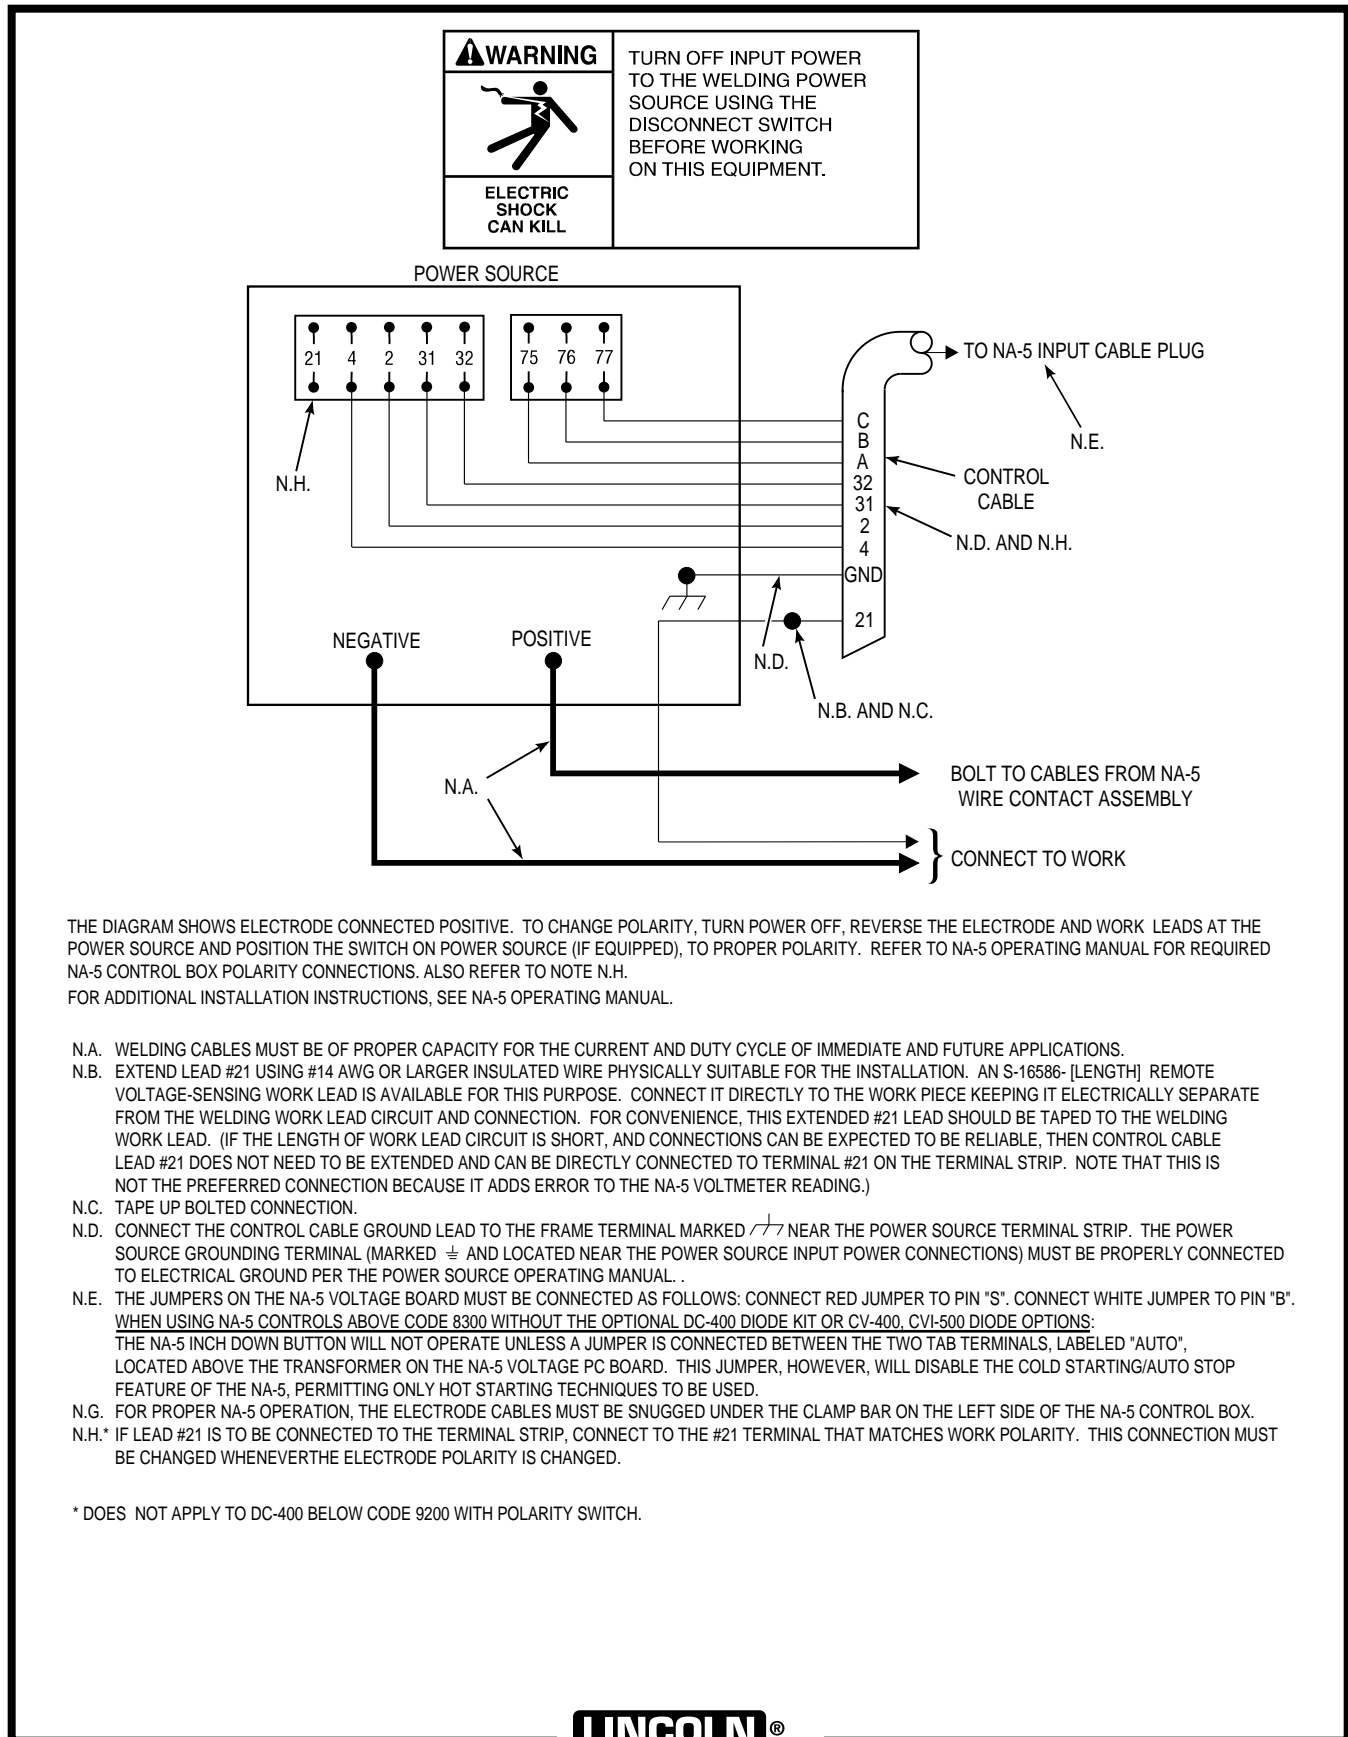 WARNING
ELECTRIC
SHOCK
CAN KILL
TURN OFF INPUT POWER
TO THE WELDING POWER
SOURCE USING THE
DISCONNECT SWITCH
BEFORE WORKING
ON THIS EQUIPMENT.
POWER SOURCE
21 4 2 31 32 75 76 77
TO NA-5 INPUT CABLE PLUG
N.E.
N.H.
C
B
A
32
31
2
4
GND
21
CONTROL
CABLE
N.D. AND N.H.
NEGATIVE
POSITIVE
N.D.
N.B. AND N.C.
N.A.
BOLT TO CABLES FROM NA-5
WIRE CONTACT ASSEMBLY
} CONNECT TO WORK
THE DIAGRAM SHOWS ELECTRODE CONNECTED POSITIVE. TO CHANGE POLARITY, TURN POWER OFF, REVERSE THE ELECTRODE AND WORK LEADS AT THE
POWER SOURCE AND POSITION THE SWITCH ON POWER SOURCE (IF EQUIPPED), TO PROPER POLARITY. REFER TO NA-5 OPERATING MANUAL FOR REQUIRED
NA-5 CONTROL BOX POLARITY CONNECTIONS. ALSO REFER TO NOTE N.H.
FOR ADDITIONAL INSTALLATION INSTRUCTIONS, SEE NA-5 OPERATING MANUAL.
N.A. WELDING CABLES MUST BE OF PROPER CAPACITY FOR THE CURRENT AND DUTY CYCLE OF IMMEDIATE AND FUTURE APPLICATIONS.
N.B. EXTEND LEAD #21 USING #14 AWG OR LARGER INSULATED WIRE PHYSICALLY SUITABLE FOR THE INSTALLATION. AN S-16586- [LENGTH] REMOTE
VOLTAGE-SENSING WORK LEAD IS AVAILABLE FOR THIS PURPOSE. CONNECT IT DIRECTLY TO THE WORK PIECE KEEPING IT ELECTRICALLY SEPARATE
FROM THE WELDING WORK LEAD CIRCUIT AND CONNECTION. FOR CONVENIENCE, THIS EXTENDED #21 LEAD SHOULD BE TAPED TO THE WELDING
WORK LEAD. (IF THE LENGTH OF WORK LEAD CIRCUIT IS SHORT, AND CONNECTIONS CAN BE EXPECTED TO BE RELIABLE, THEN CONTROL CABLE
LEAD #21 DOES NOT NEED TO BE EXTENDED AND CAN BE DIRECTLY CONNECTED TO TERMINAL #21 ON THE TERMINAL STRIP. NOTE THAT THIS IS
NOT THE PREFERRED CONNECTION BECAUSE IT ADDS ERROR TO THE NA-5 VOLTMETER READING.)
N.C. TAPE UP BOLTED CONNECTION.
N.D. CONNECT THE CONTROL CABLE GROUND LEAD TO THE FRAME TERMINAL MARKED NEAR THE POWER SOURCE TERMINAL STRIP. THE POWER
SOURCE GROUNDING TERMINAL (MARKED ⏚ AND LOCATED NEAR THE POWER SOURCE INPUT POWER CONNECTIONS) MUST BE PROPERLY CONNECTED
TO ELECTRICAL GROUND PER THE POWER SOURCE OPERATING MANUAL. .
N.E. THE JUMPERS ON THE NA-5 VOLTAGE BOARD MUST BE CONNECTED AS FOLLOWS: CONNECT RED JUMPER TO PIN "S". CONNECT WHITE JUMPER TO PIN "B".
WHEN USING NA-5 CONTROLS ABOVE CODE 8300 WITHOUT THE OPTIONAL DC-400 DIODE KIT OR CV-400, CVI-500 DIODE OPTIONS:
THE NA-5 INCH DOWN BUTTON WILL NOT OPERATE UNLESS A JUMPER IS CONNECTED BETWEEN THE TWO TAB TERMINALS, LABELED "AUTO",
LOCATED ABOVE THE TRANSFORMER ON THE NA-5 VOLTAGE PC BOARD. THIS JUMPER, HOWEVER, WILL DISABLE THE COLD STARTING/AUTO STOP
FEATURE OF THE NA-5, PERMITTING ONLY HOT STARTING TECHNIQUES TO BE USED.
N.G. FOR PROPER NA-5 OPERATION, THE ELECTRODE CABLES MUST BE SNUGGED UNDER THE CLAMP BAR ON THE LEFT SIDE OF THE NA-5 CONTROL BOX.
N.H.* IF LEAD #21 IS TO BE CONNECTED TO THE TERMINAL STRIP, CONNECT TO THE #21 TERMINAL THAT MATCHES WORK POLARITY. THIS CONNECTION MUST
BE CHANGED WHENEVERTHE ELECTRODE POLARITY IS CHANGED.
* DOES NOT APPLY TO DC-400 BELOW CODE 9200 WITH POLARITY SWITCH.
LINCOLN ®